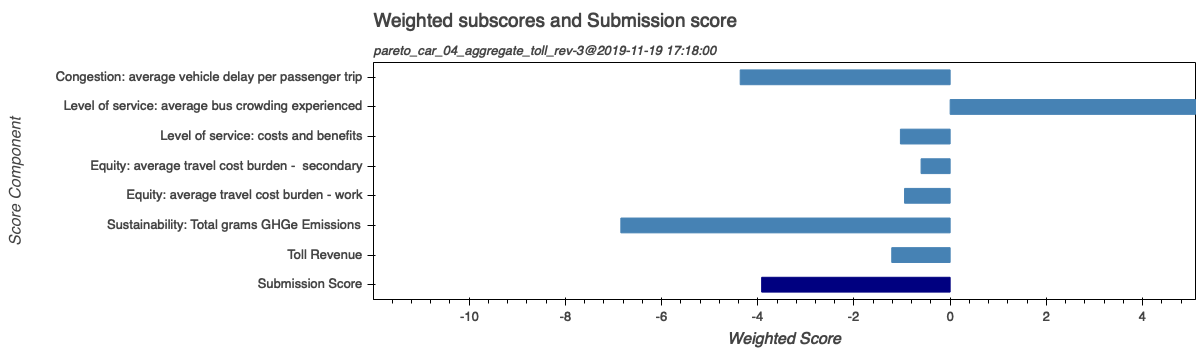 Weighted subscores and Submission score
pareto_car_04_aggregate_toll_rev-3@2019-11-19 17:18:00
Score Component
Congestion: average vehicle delay per passenger trip
Level of service: average bus crowding experienced
Level of service: costs and benefits
Equity: average travel cost burden -  secondary
Equity: average travel cost burden - work
Sustainability: Total grams GHGe Emissions
Toll Revenue
Submission Score
-10 -8 -6 -4 -2 0 2 4
Weighted Score